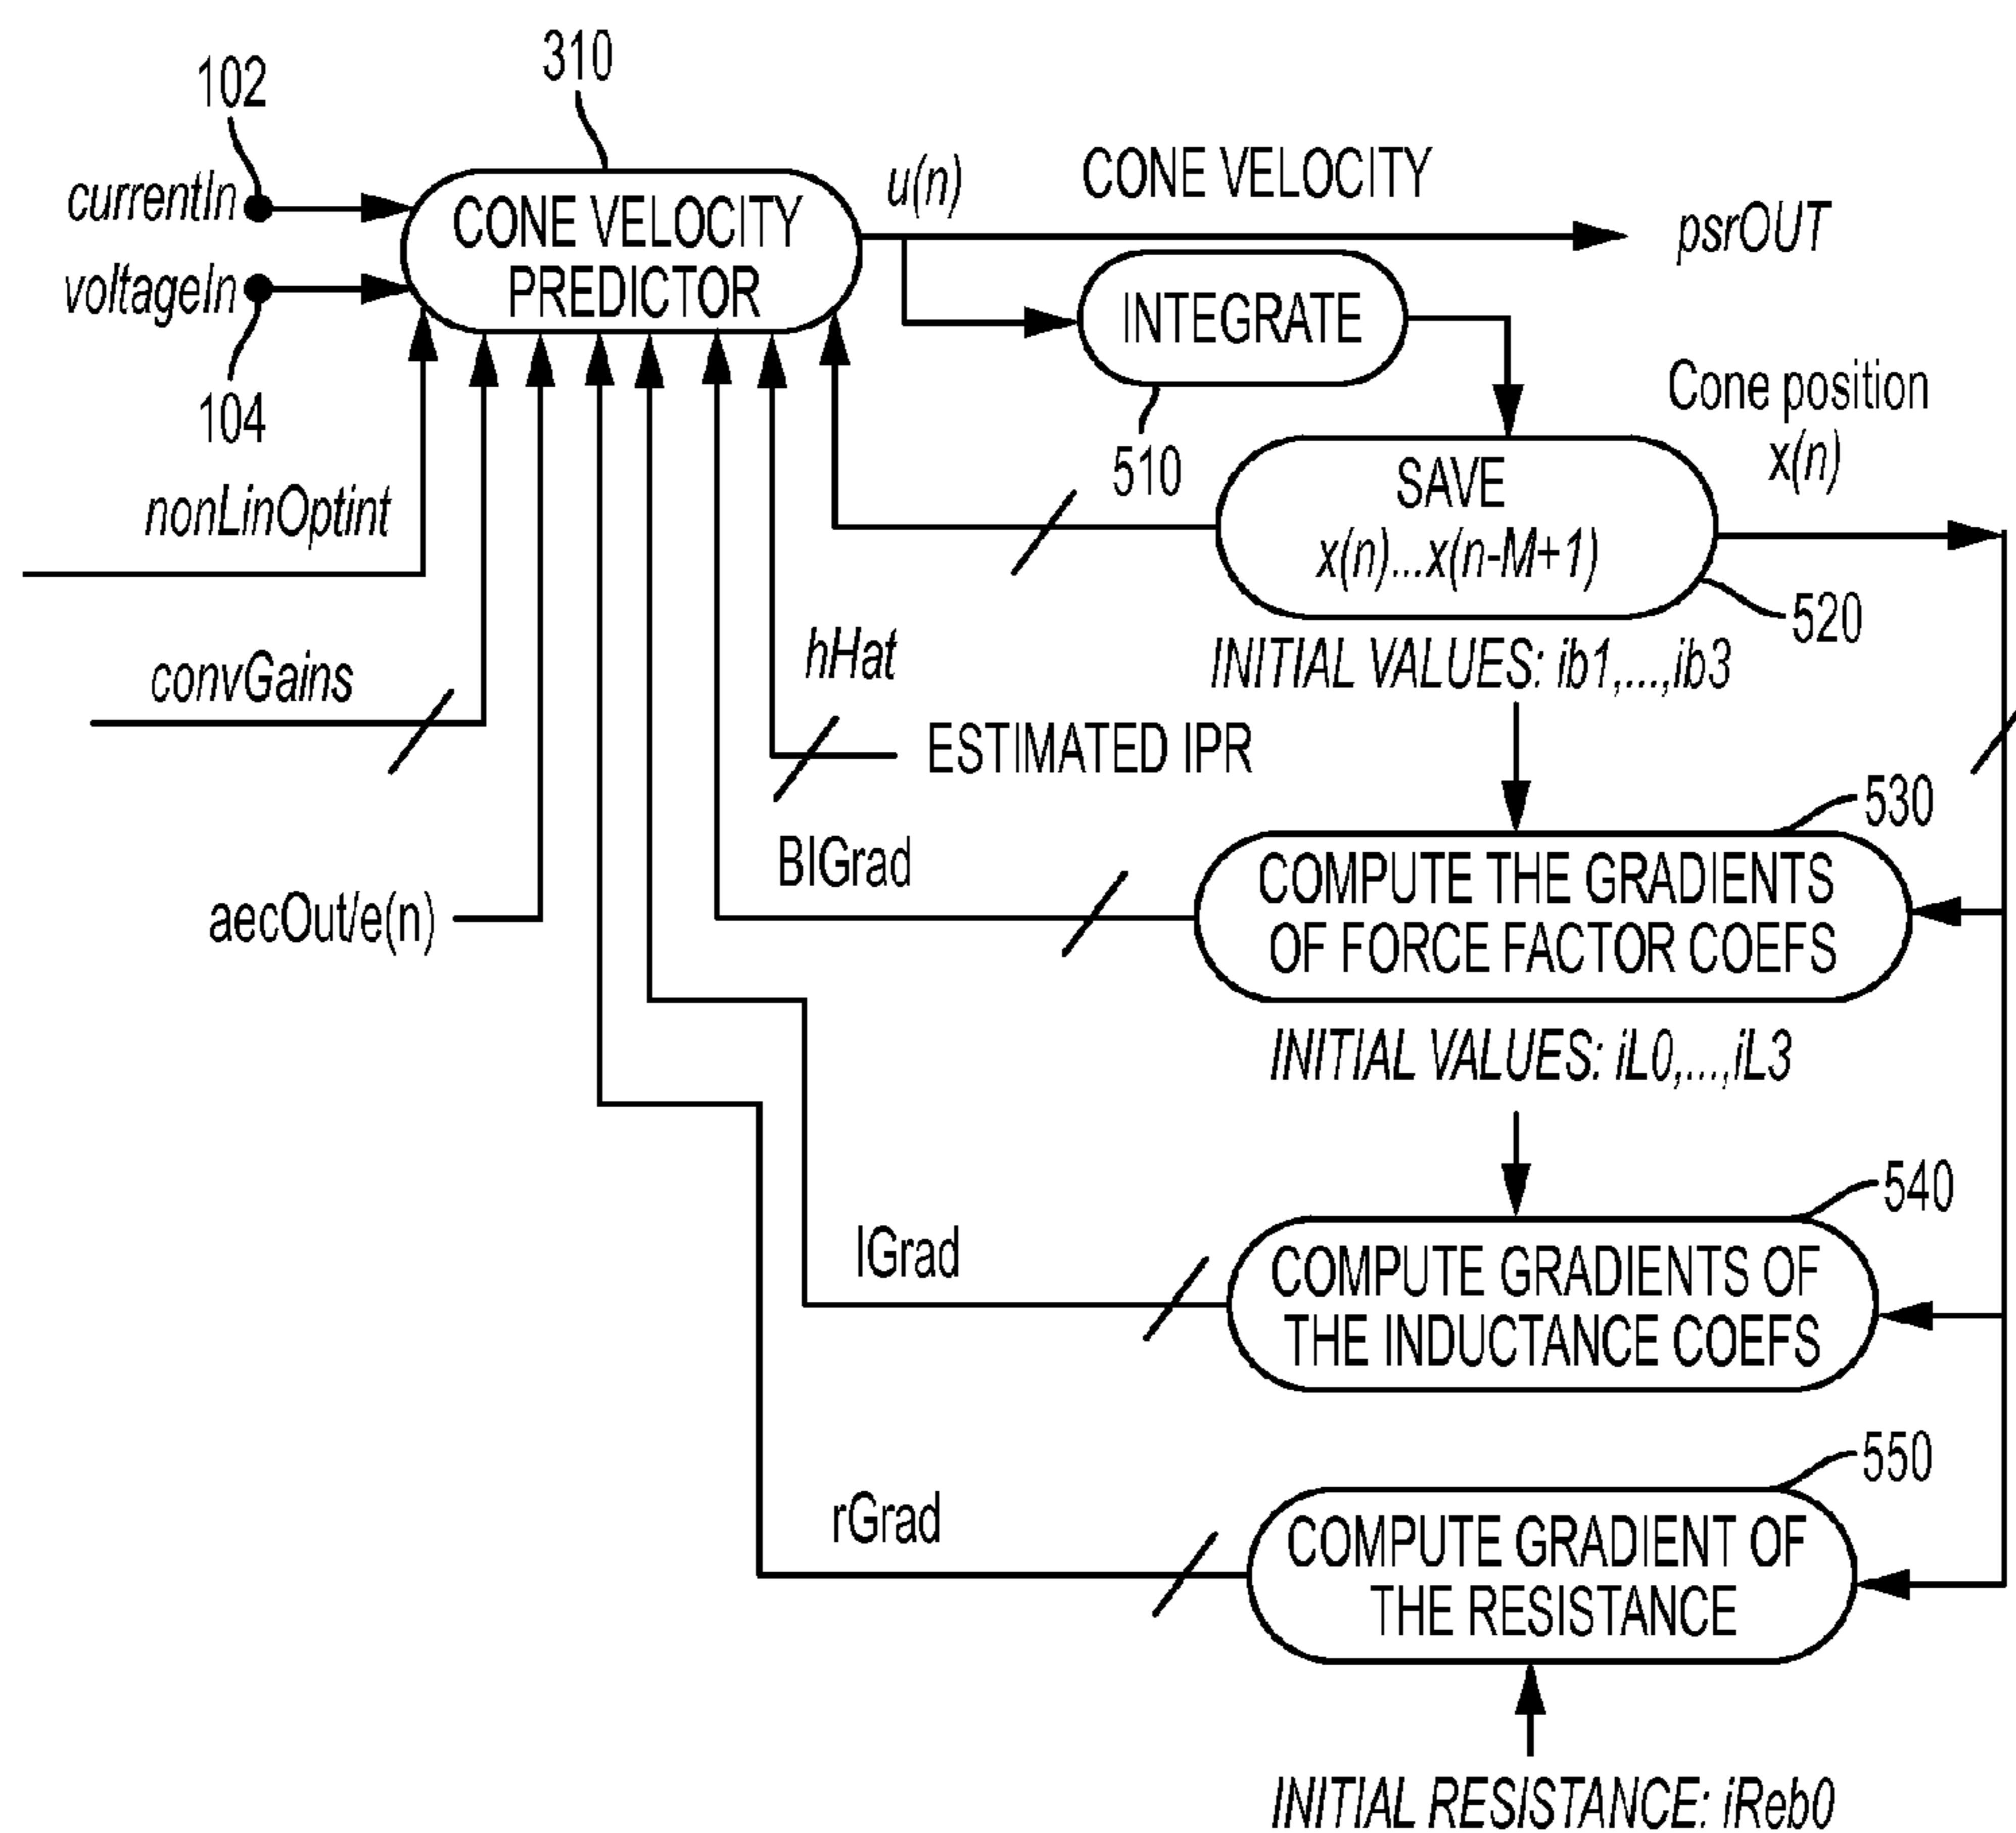 310
102
currentIn
CONE VELOCITY
PREDICTOR
u(n)
CONE VELOCITY
psrOUT
voltageIn
104
INTEGRATE
510
Cone position
x(n)
nonLinOptint
SAVE
x(n)...x(n-M+1)
520
convGains
hHat
INITIAL VALUES: ib1,...,ib3
ESTIMATED IPR
530
BIGrad
COMPUTE THE GRADIENTS
OF FORCE FACTOR COEFS
aecOut/e(n)
INITIAL VALUES: iL0,...,iL3
540
lGrad
COMPUTE GRADIENTS OF
THE INDUCTANCE COEFS
550
rGrad
COMPUTE GRADIENT OF
THE RESISTANCE
INITIAL RESISTANCE: iReb0